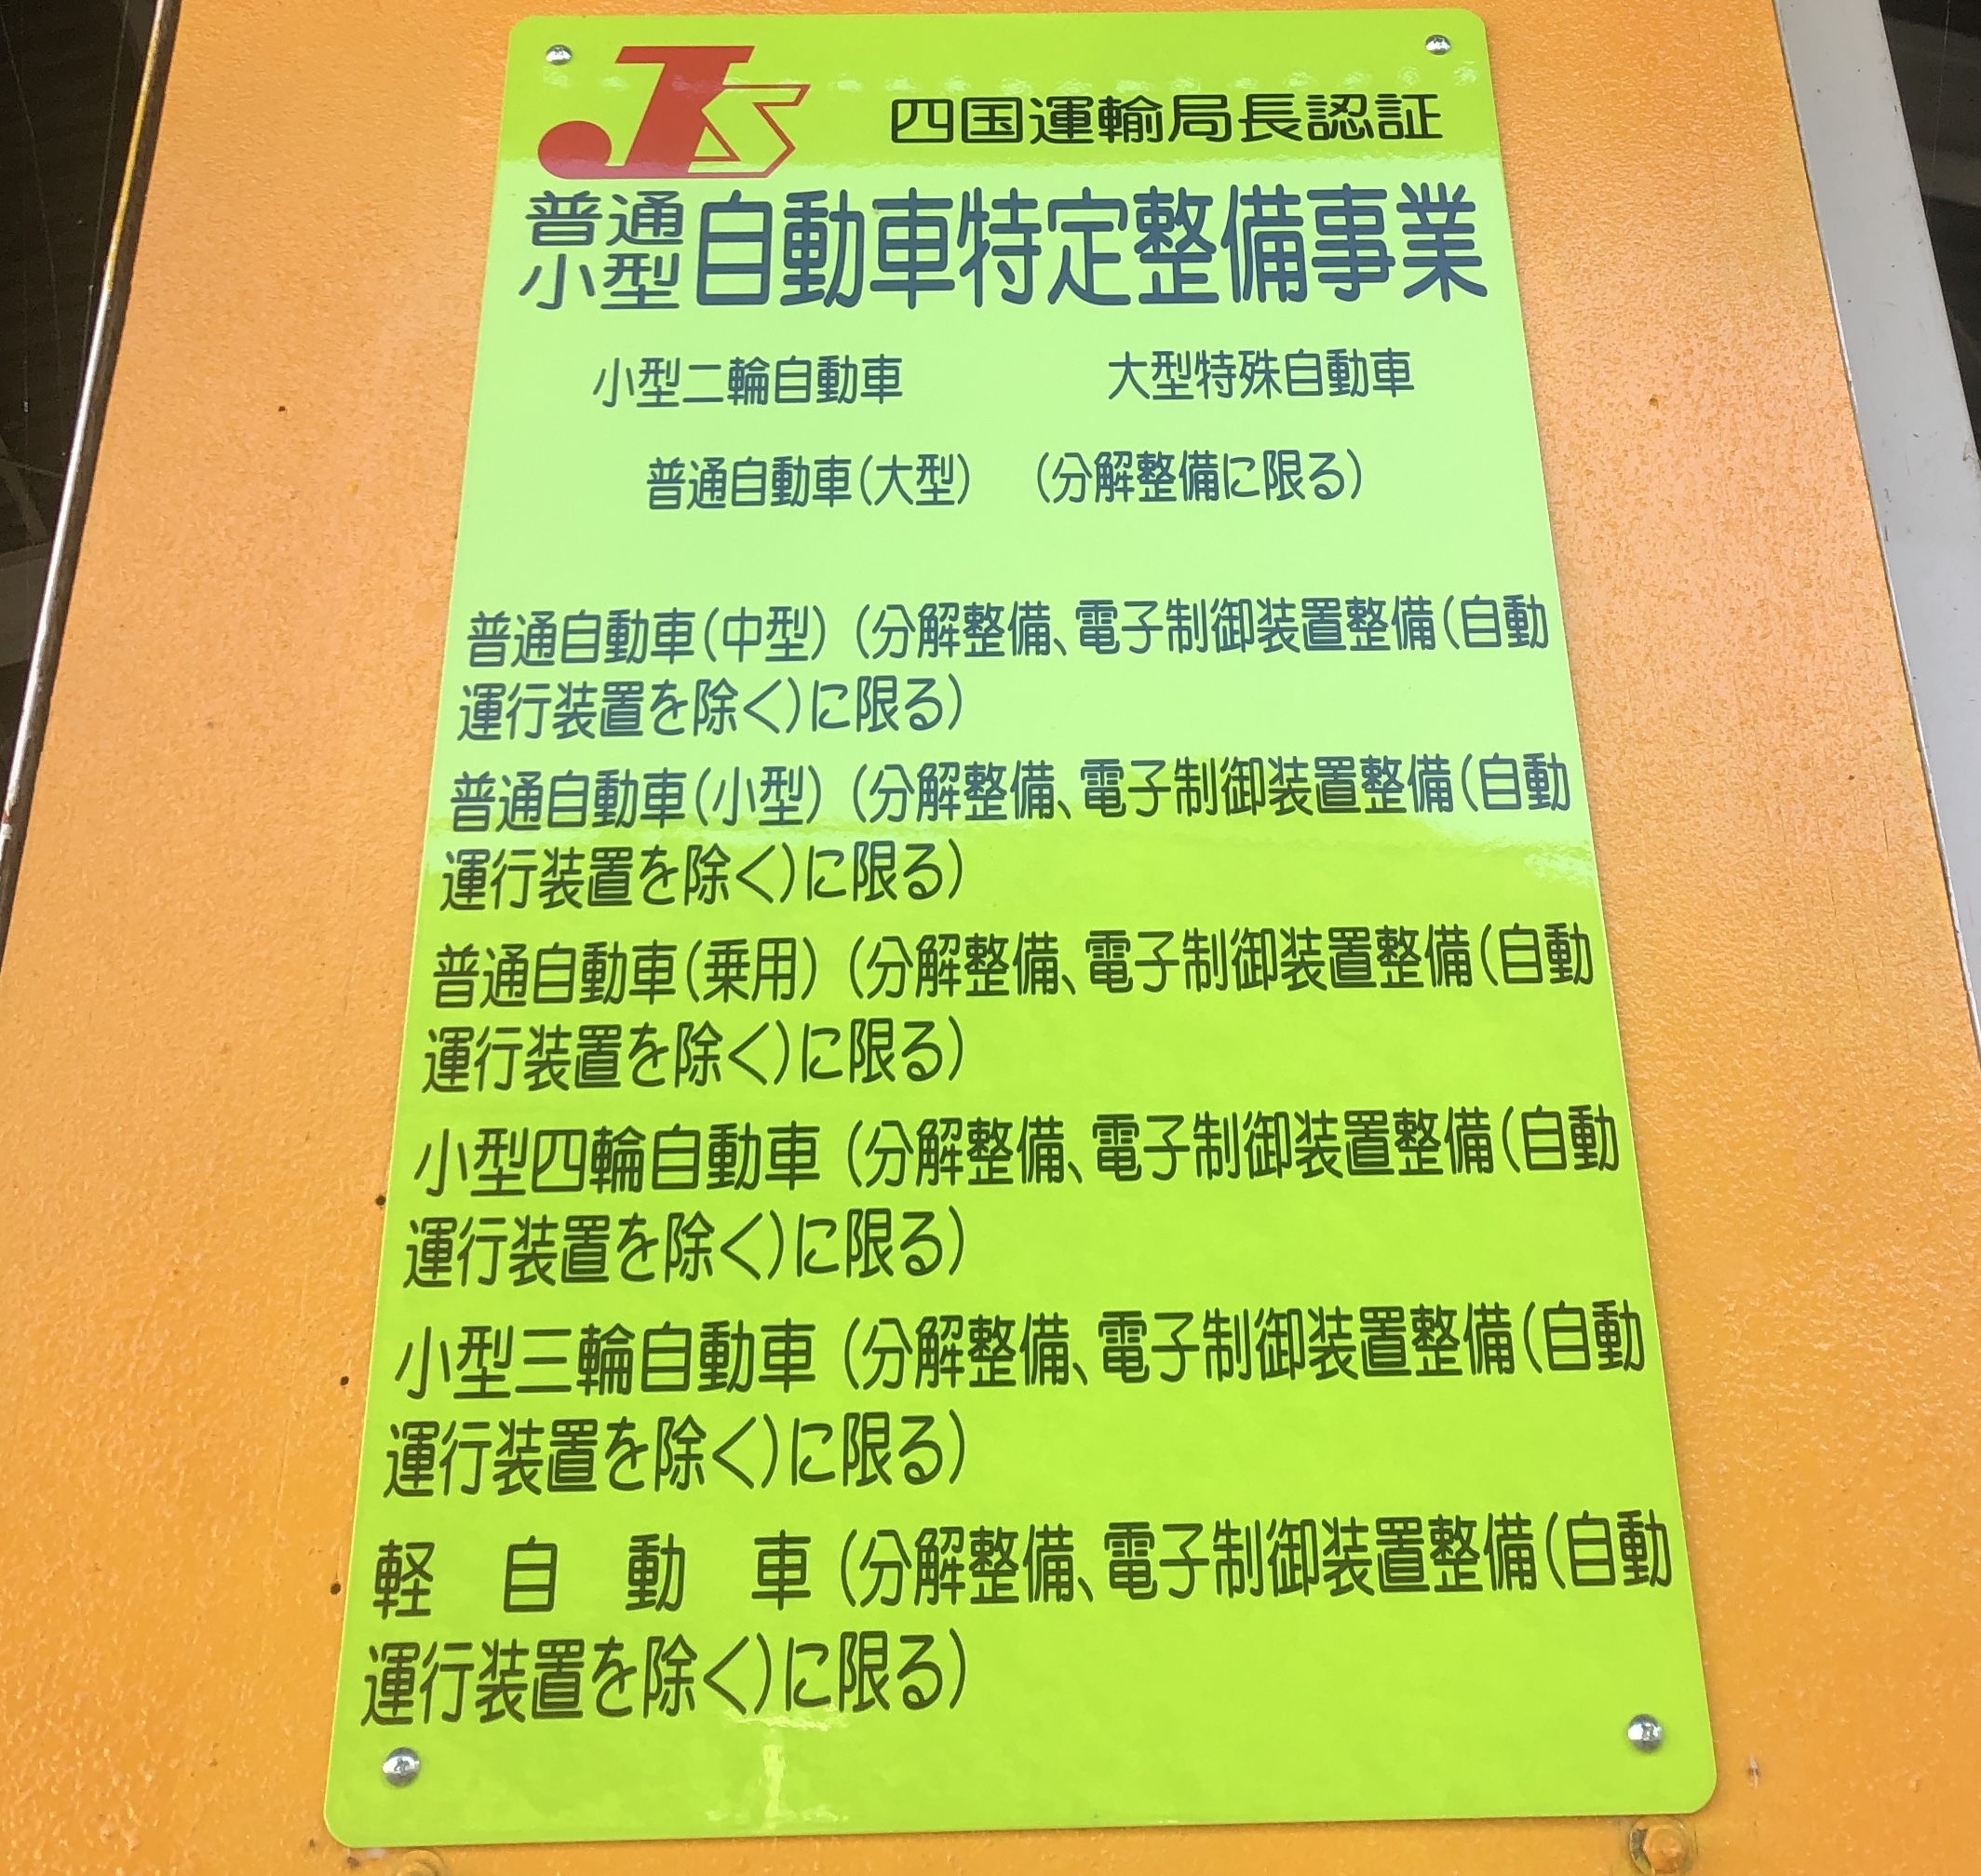 JKS
四国運輸局長認証
普通
小型
自動車特定整備事業
小型二輪自動車 大型特殊自動車
普通自動車(大型) (分解整備に限る)
普通自動車(中型) (分解整備、電子制御装置整備(自動
運行装置を除く)に限る)
普通自動車(小型) (分解整備、電子制御装置整備(自動
運行装置を除く)に限る)
普通自動車(乗用) (分解整備、電子制御装置整備(自動
運行装置を除く)に限る)
小型四輪自動車 (分解整備、電子制御装置整備(自動
運行装置を除く)に限る)
小型三輪自動車 (分解整備、電子制御装置整備(自動
運行装置を除く)に限る)
軽自動車 (分解整備、電子制御装置整備(自動
運行装置を除く)に限る)